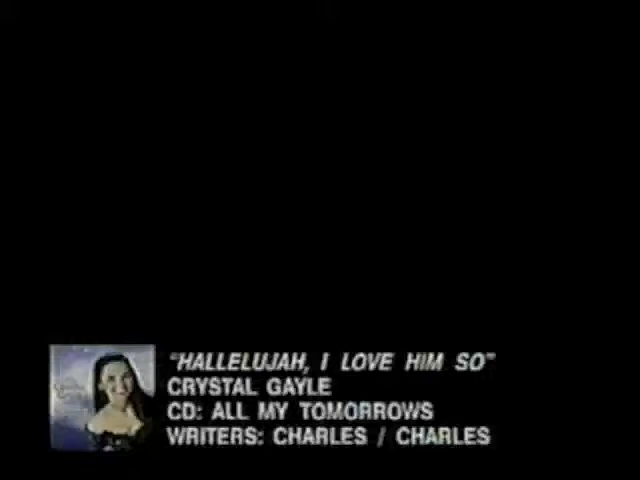 "HALLELUJAH, I LOVE HIM SO"
CRYSTAL GAYLE
CD: ALL MY TOMORROWS
WRITERS: CHARLES / CHARLES